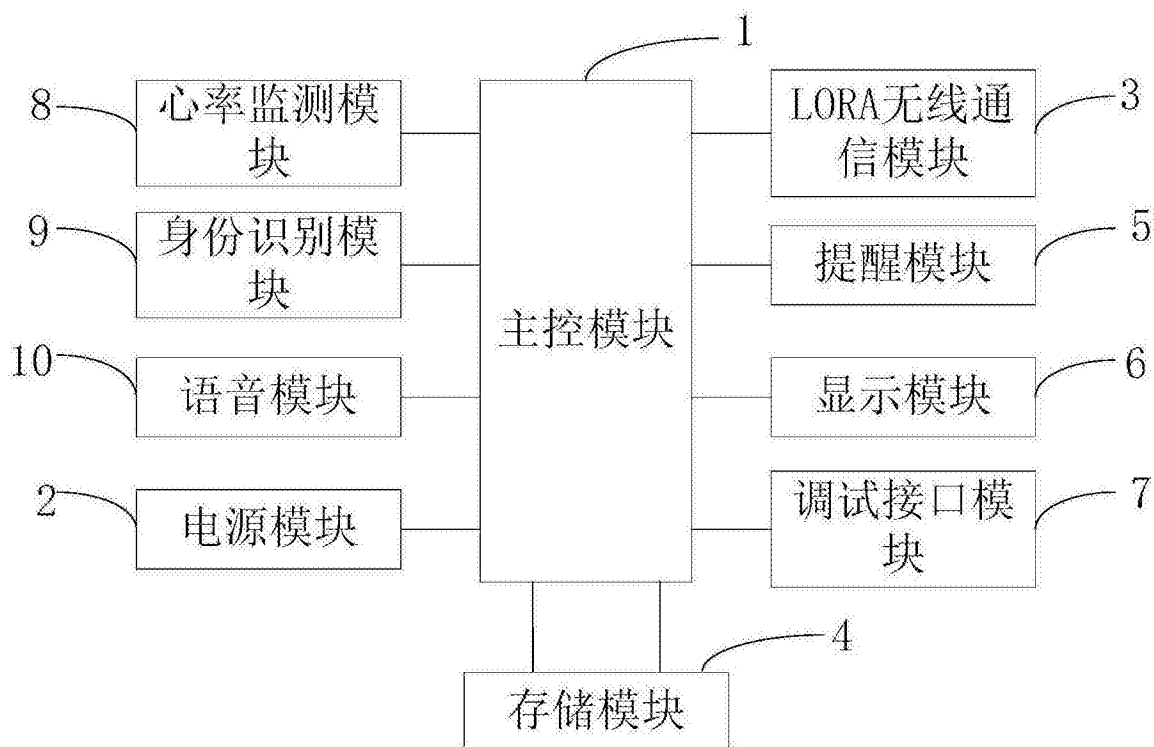 1
8
心率监测模
块
LORA无线通
信模块
3
9
身份识别模
块
提醒模块
5
主控模块
10
语音模块
显示模块
6
2
电源模块
调试接口模
块
7
4
存储模块